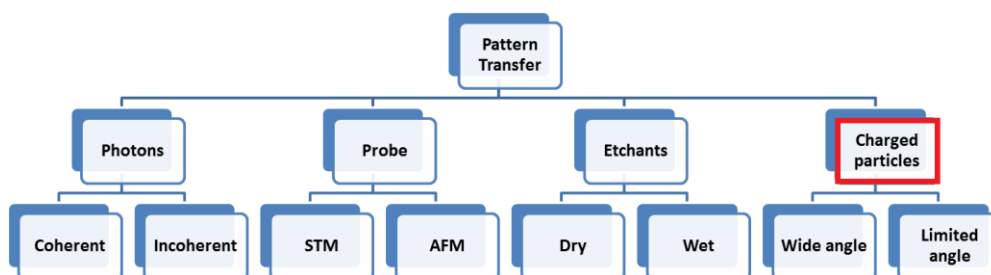 Pattern
Transfer
Photons
Probe
Etchants
Charged
particles
Coherent
Incoherent
STM
AFM
Dry
Wet
Wide angle
Limited
angle